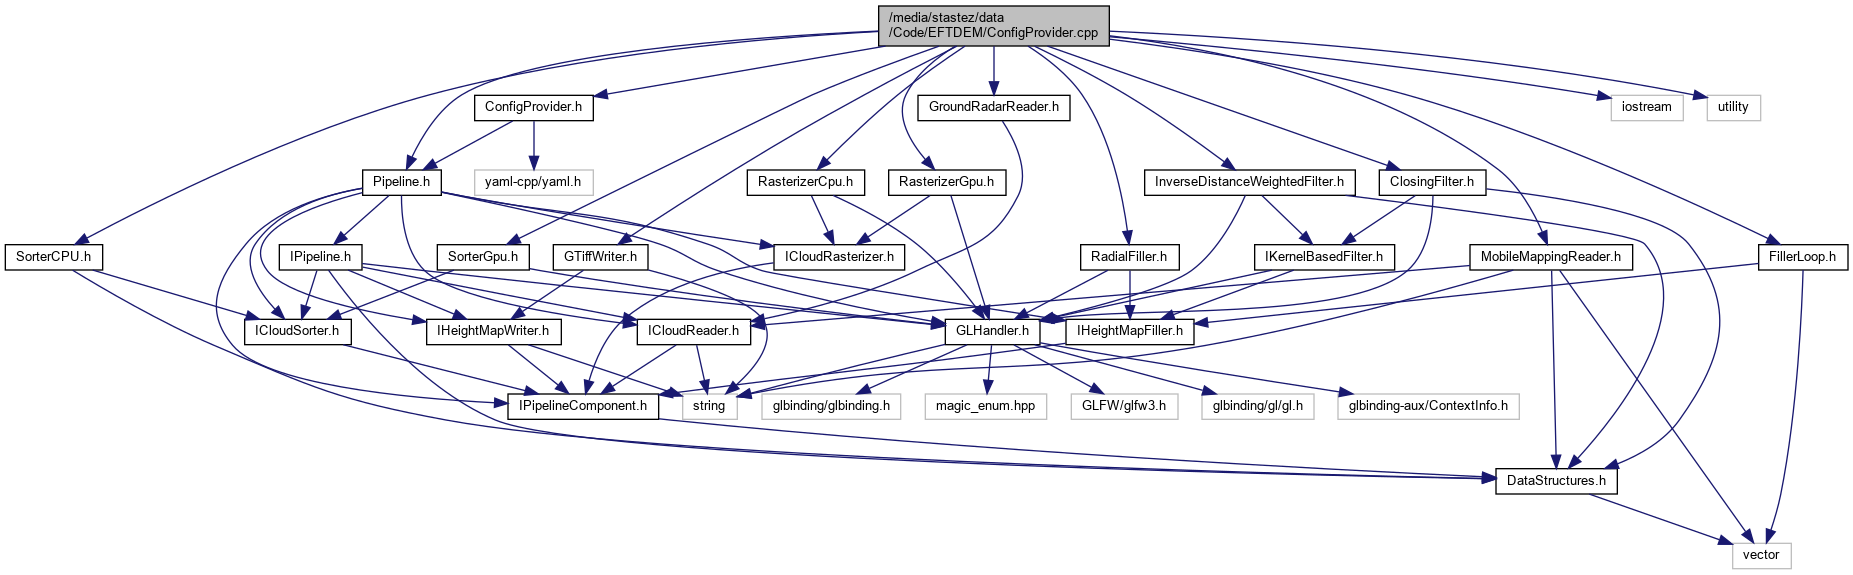 /media/stastez/data
/Code/EFTDEM/ConfigProvider.cpp
ConfigProvider.h
GroundRadarReader.h
iostream
utility
Pipeline.h
yaml-cpp/yaml.h
RasterizerCpu.h
RasterizerGpu.h
InverseDistanceWeightedFilter.h
ClosingFilter.h
SorterCPU.h
IPipeline.h
SorterGpu.h
GTiffWriter.h
ICloudRasterizer.h
RadialFiller.h
IKernelBasedFilter.h
MobileMappingReader.h
FillerLoop.h
ICloudSorter.h
IHeightMapWriter.h
ICloudReader.h
GLHandler.h
IHeightMapFiller.h
IPipelineComponent.h
string
glbinding/glbinding.h
magic_enum.hpp
GLFW/glfw3.h
glbinding/gl/gl.h
glbinding-aux/ContextInfo.h
DataStructures.h
vector